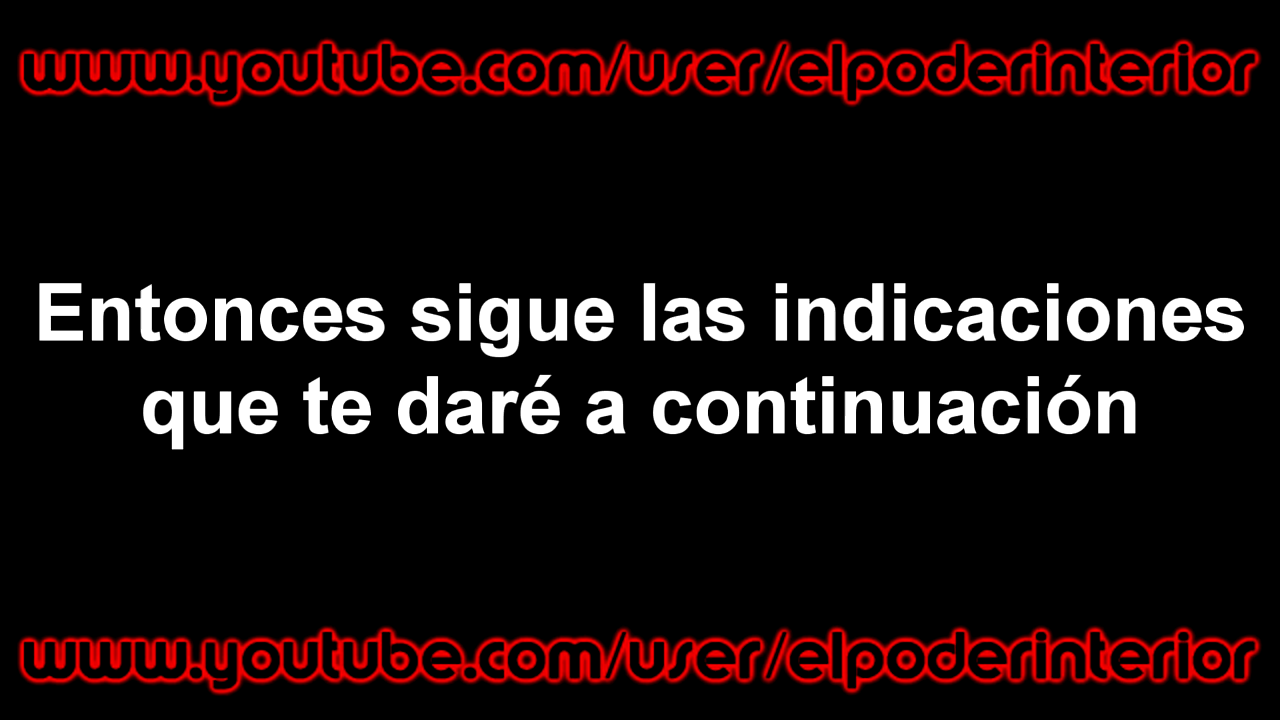 www.youtube.com/user/elpoderinterior
Entonces sigue las indicaciones
que te daré a continuación
www.youtube.com/user/elpoderinterior